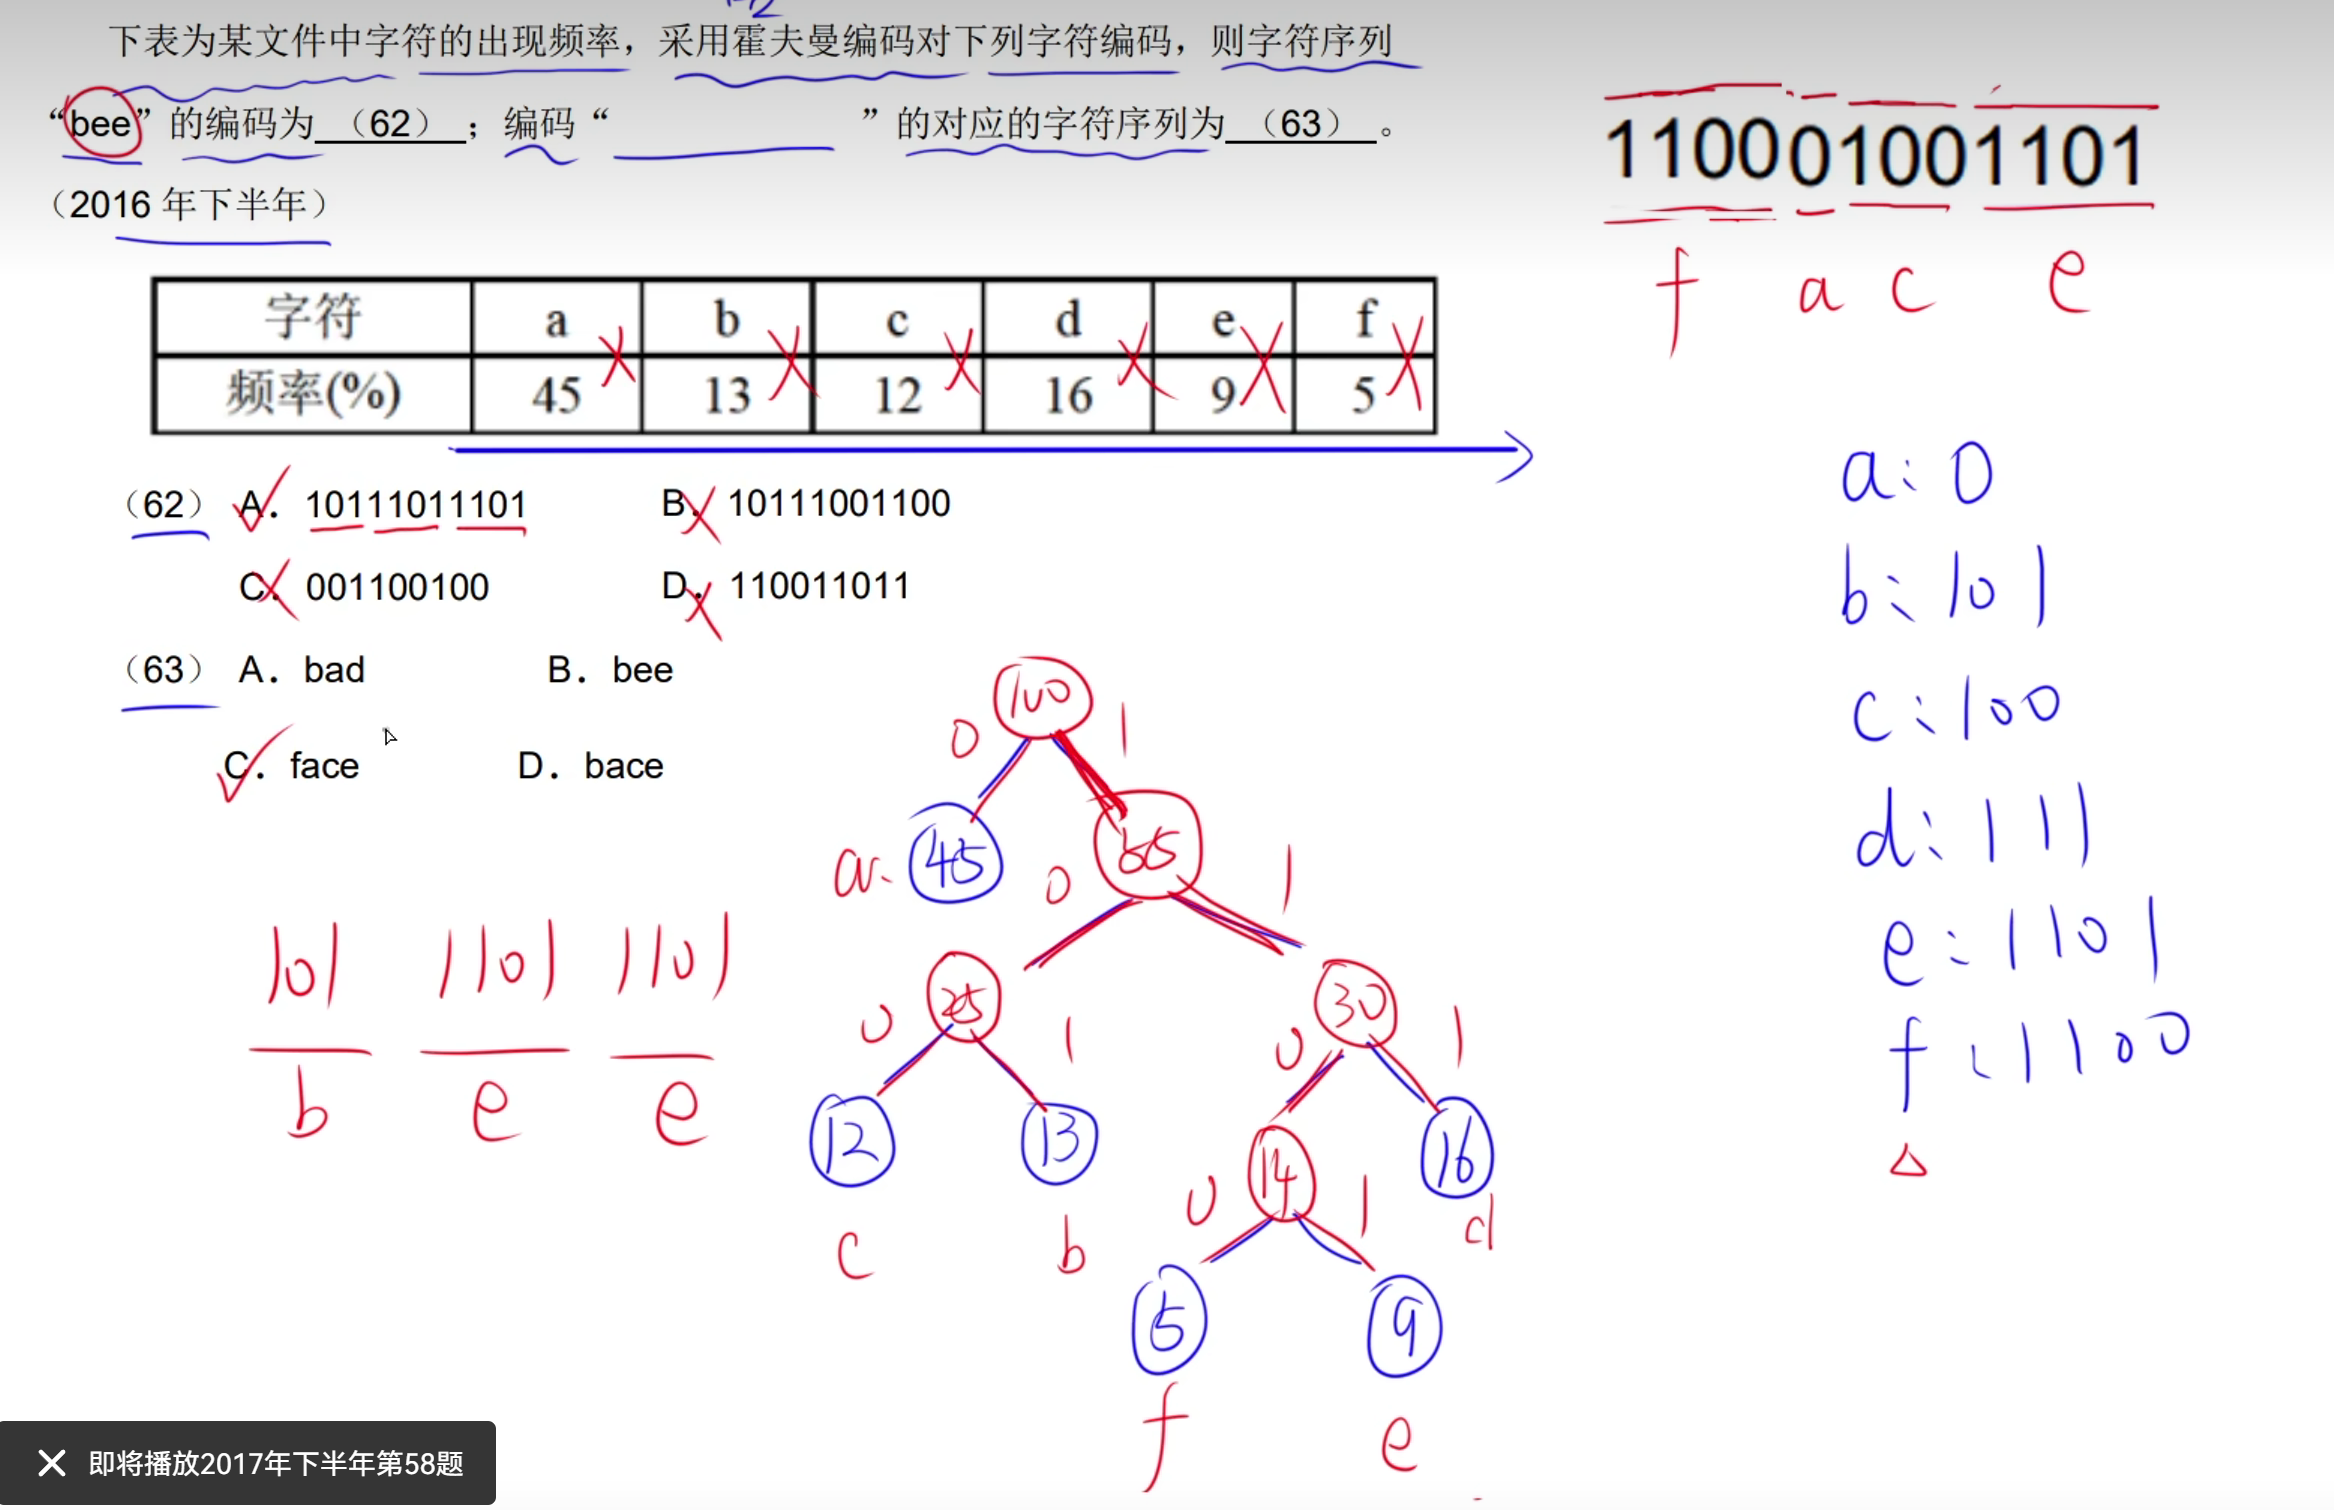 下表为某文件中字符的出现频率，采用霍夫曼编码对下列字符编码，则字符序列
“bee”的编码为 （62） ；编码“ ”的对应的字符序列为 （63） 。
（2016 年下半年）
110001001101
f a c e
字符 a b c d e f
频率(%) 45 13 12 16 9 5
（62） A. 10111011101 B. 10111001100
C. 001100100 D. 110011011
（63） A. bad B. bee
C. face D. bace
a: 0
b: 101
c: 100
d: 111
e: 1101
f: 1100
100
0 1
a 45 55
0 1
25 30
0 1 0 1
12 13 14 16
c b 0 1 d
5 9
f e
101 1101 1101
b e e
即将播放2017年下半年第58题